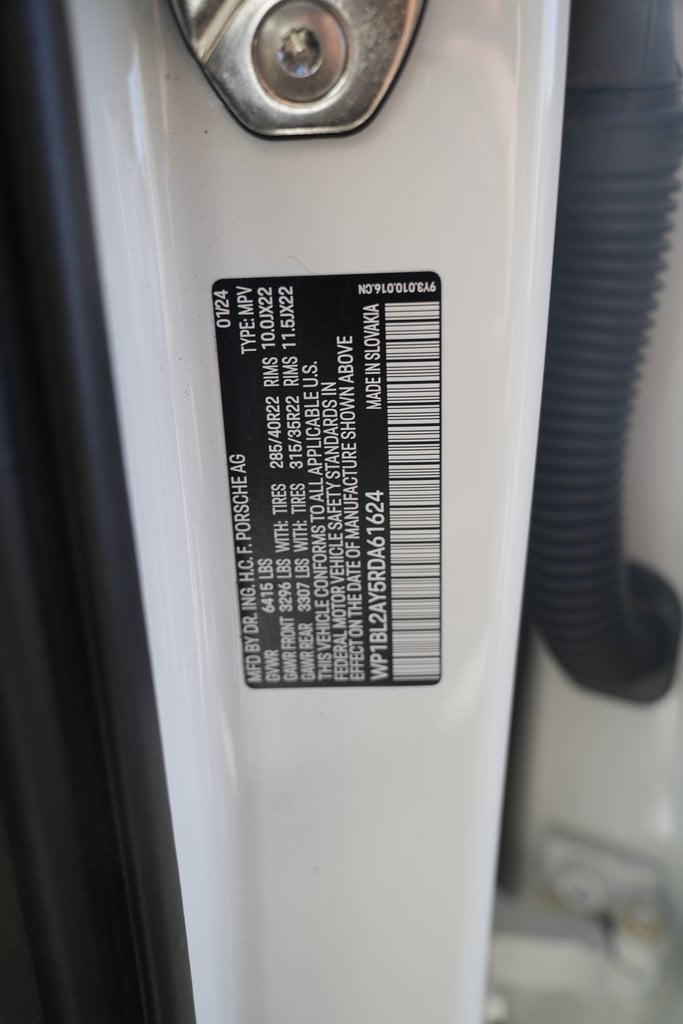 MFD BY DR. ING. H.C. F. PORSCHE AG 01/24
GVWR 6415 LBS TYPE: MPV
GAWR FRONT 3296 LBS WITH: TIRES 285/40R22 RIMS 10.0JX22
GAWR REAR 3307 LBS WITH: TIRES 315/35R22 RIMS 11.5JX22
THIS VEHICLE CONFORMS TO ALL APPLICABLE U.S.
FEDERAL MOTOR VEHICLE SAFETY STANDARDS IN
EFFECT ON THE DATE OF MANUFACTURE SHOWN ABOVE
WP1BL2AY5RDA61624 MADE IN SLOVAKIA
9Y3.010.016.CN